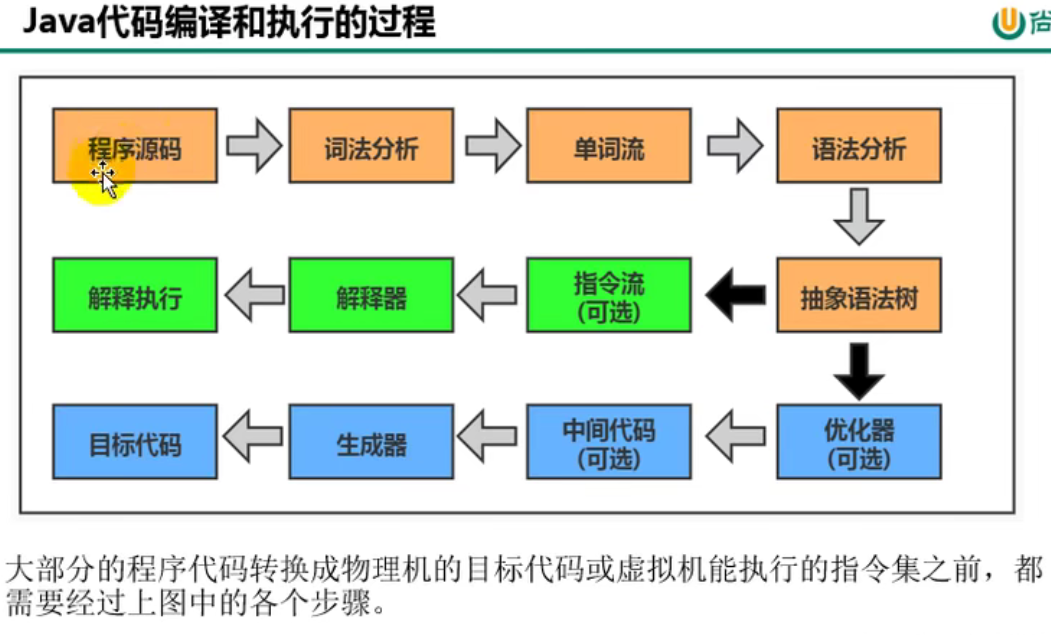 Java代码编译和执行的过程
尚
程序源码
词法分析
单词流
语法分析
解释执行
解释器
指令流
(可选)
抽象语法树
目标代码
生成器
中间代码
(可选)
优化器
(可选)
大部分的程序代码转换成物理机的目标代码或虚拟机能执行的指令集之前，都
需要经过上图中的各个步骤。